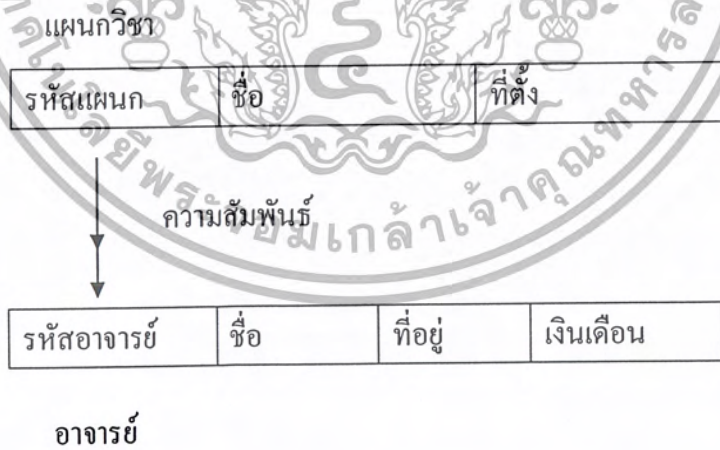 แผนกวิชา
รหัสแผนก ชื่อ ที่ตั้ง
ความสัมพันธ์
รหัสอาจารย์ ชื่อ ที่อยู่ เงินเดือน
อาจารย์